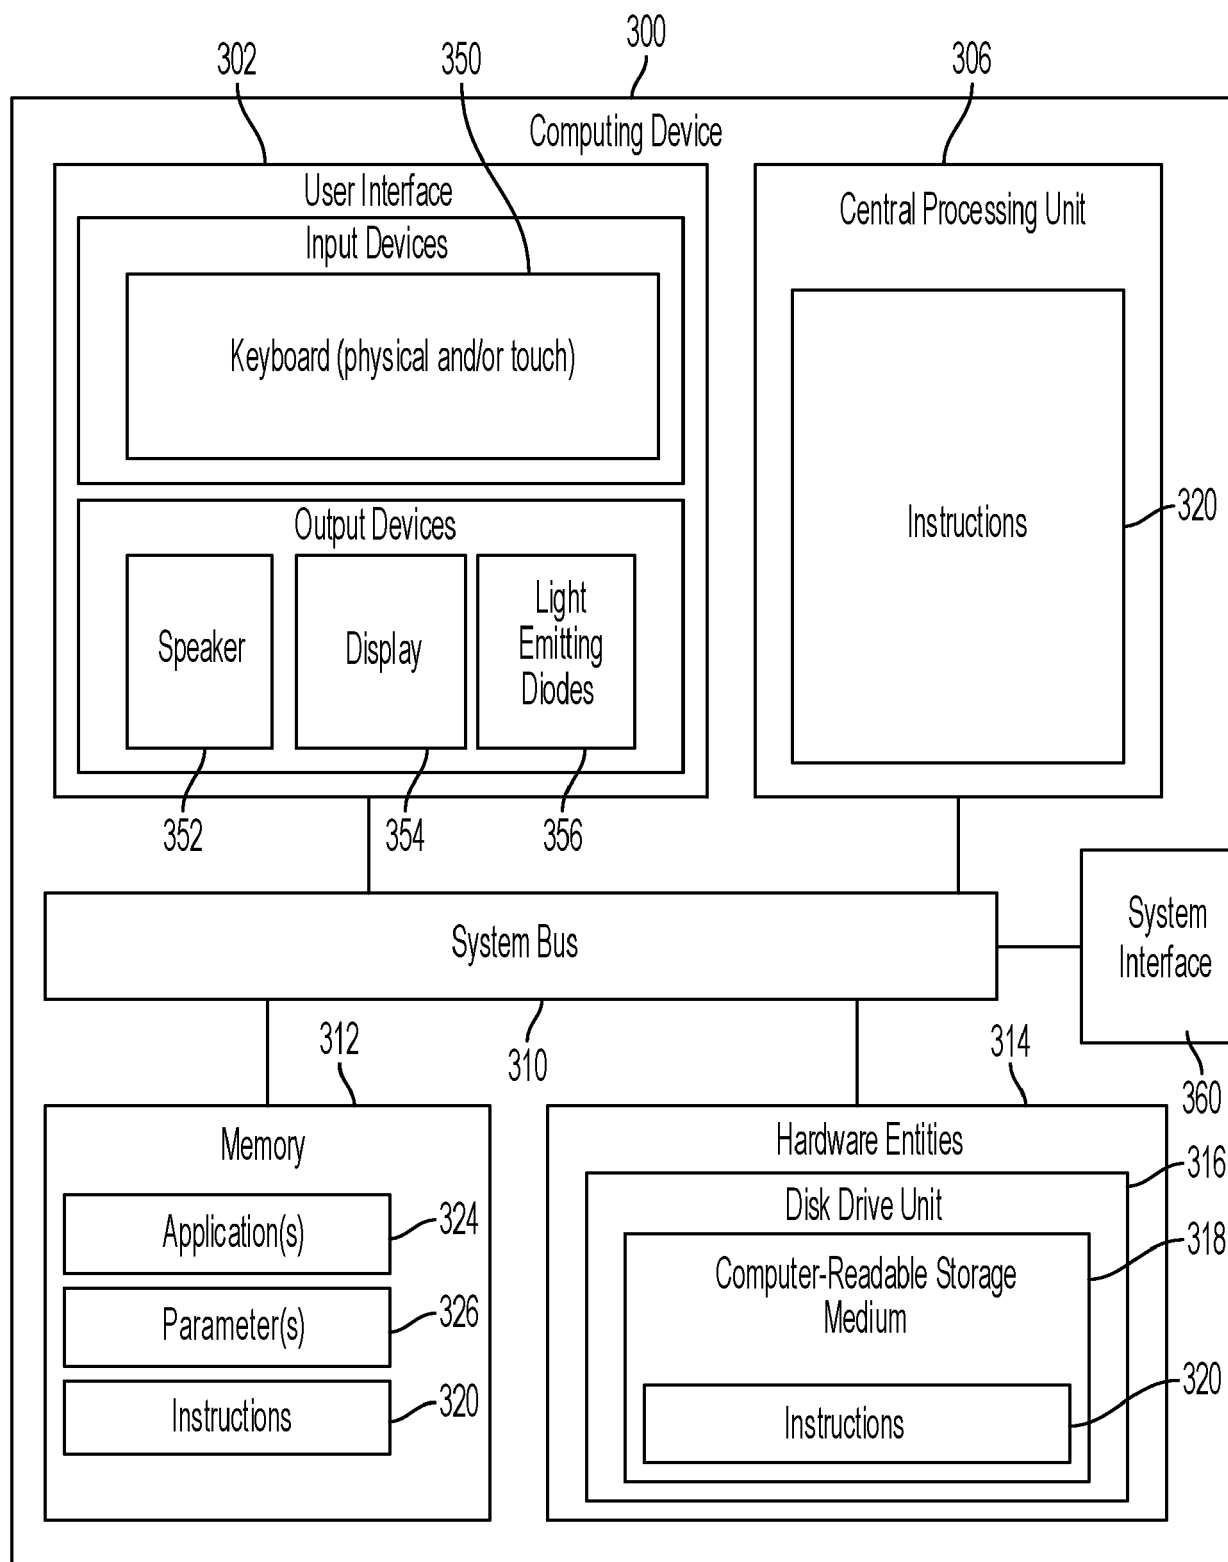 300
302
350
306
Computing Device
User Interface
Input Devices
Keyboard (physical and/or touch)
Central Processing Unit
Instructions
320
Output Devices
Speaker
Display
Light
Emitting
Diodes
352
354
356
System Bus
310
System
Interface
360
312
Memory
Application(s)
324
Parameter(s)
326
Instructions
320
314
Hardware Entities
316
Disk Drive Unit
318
Computer-Readable Storage
Medium
Instructions
320